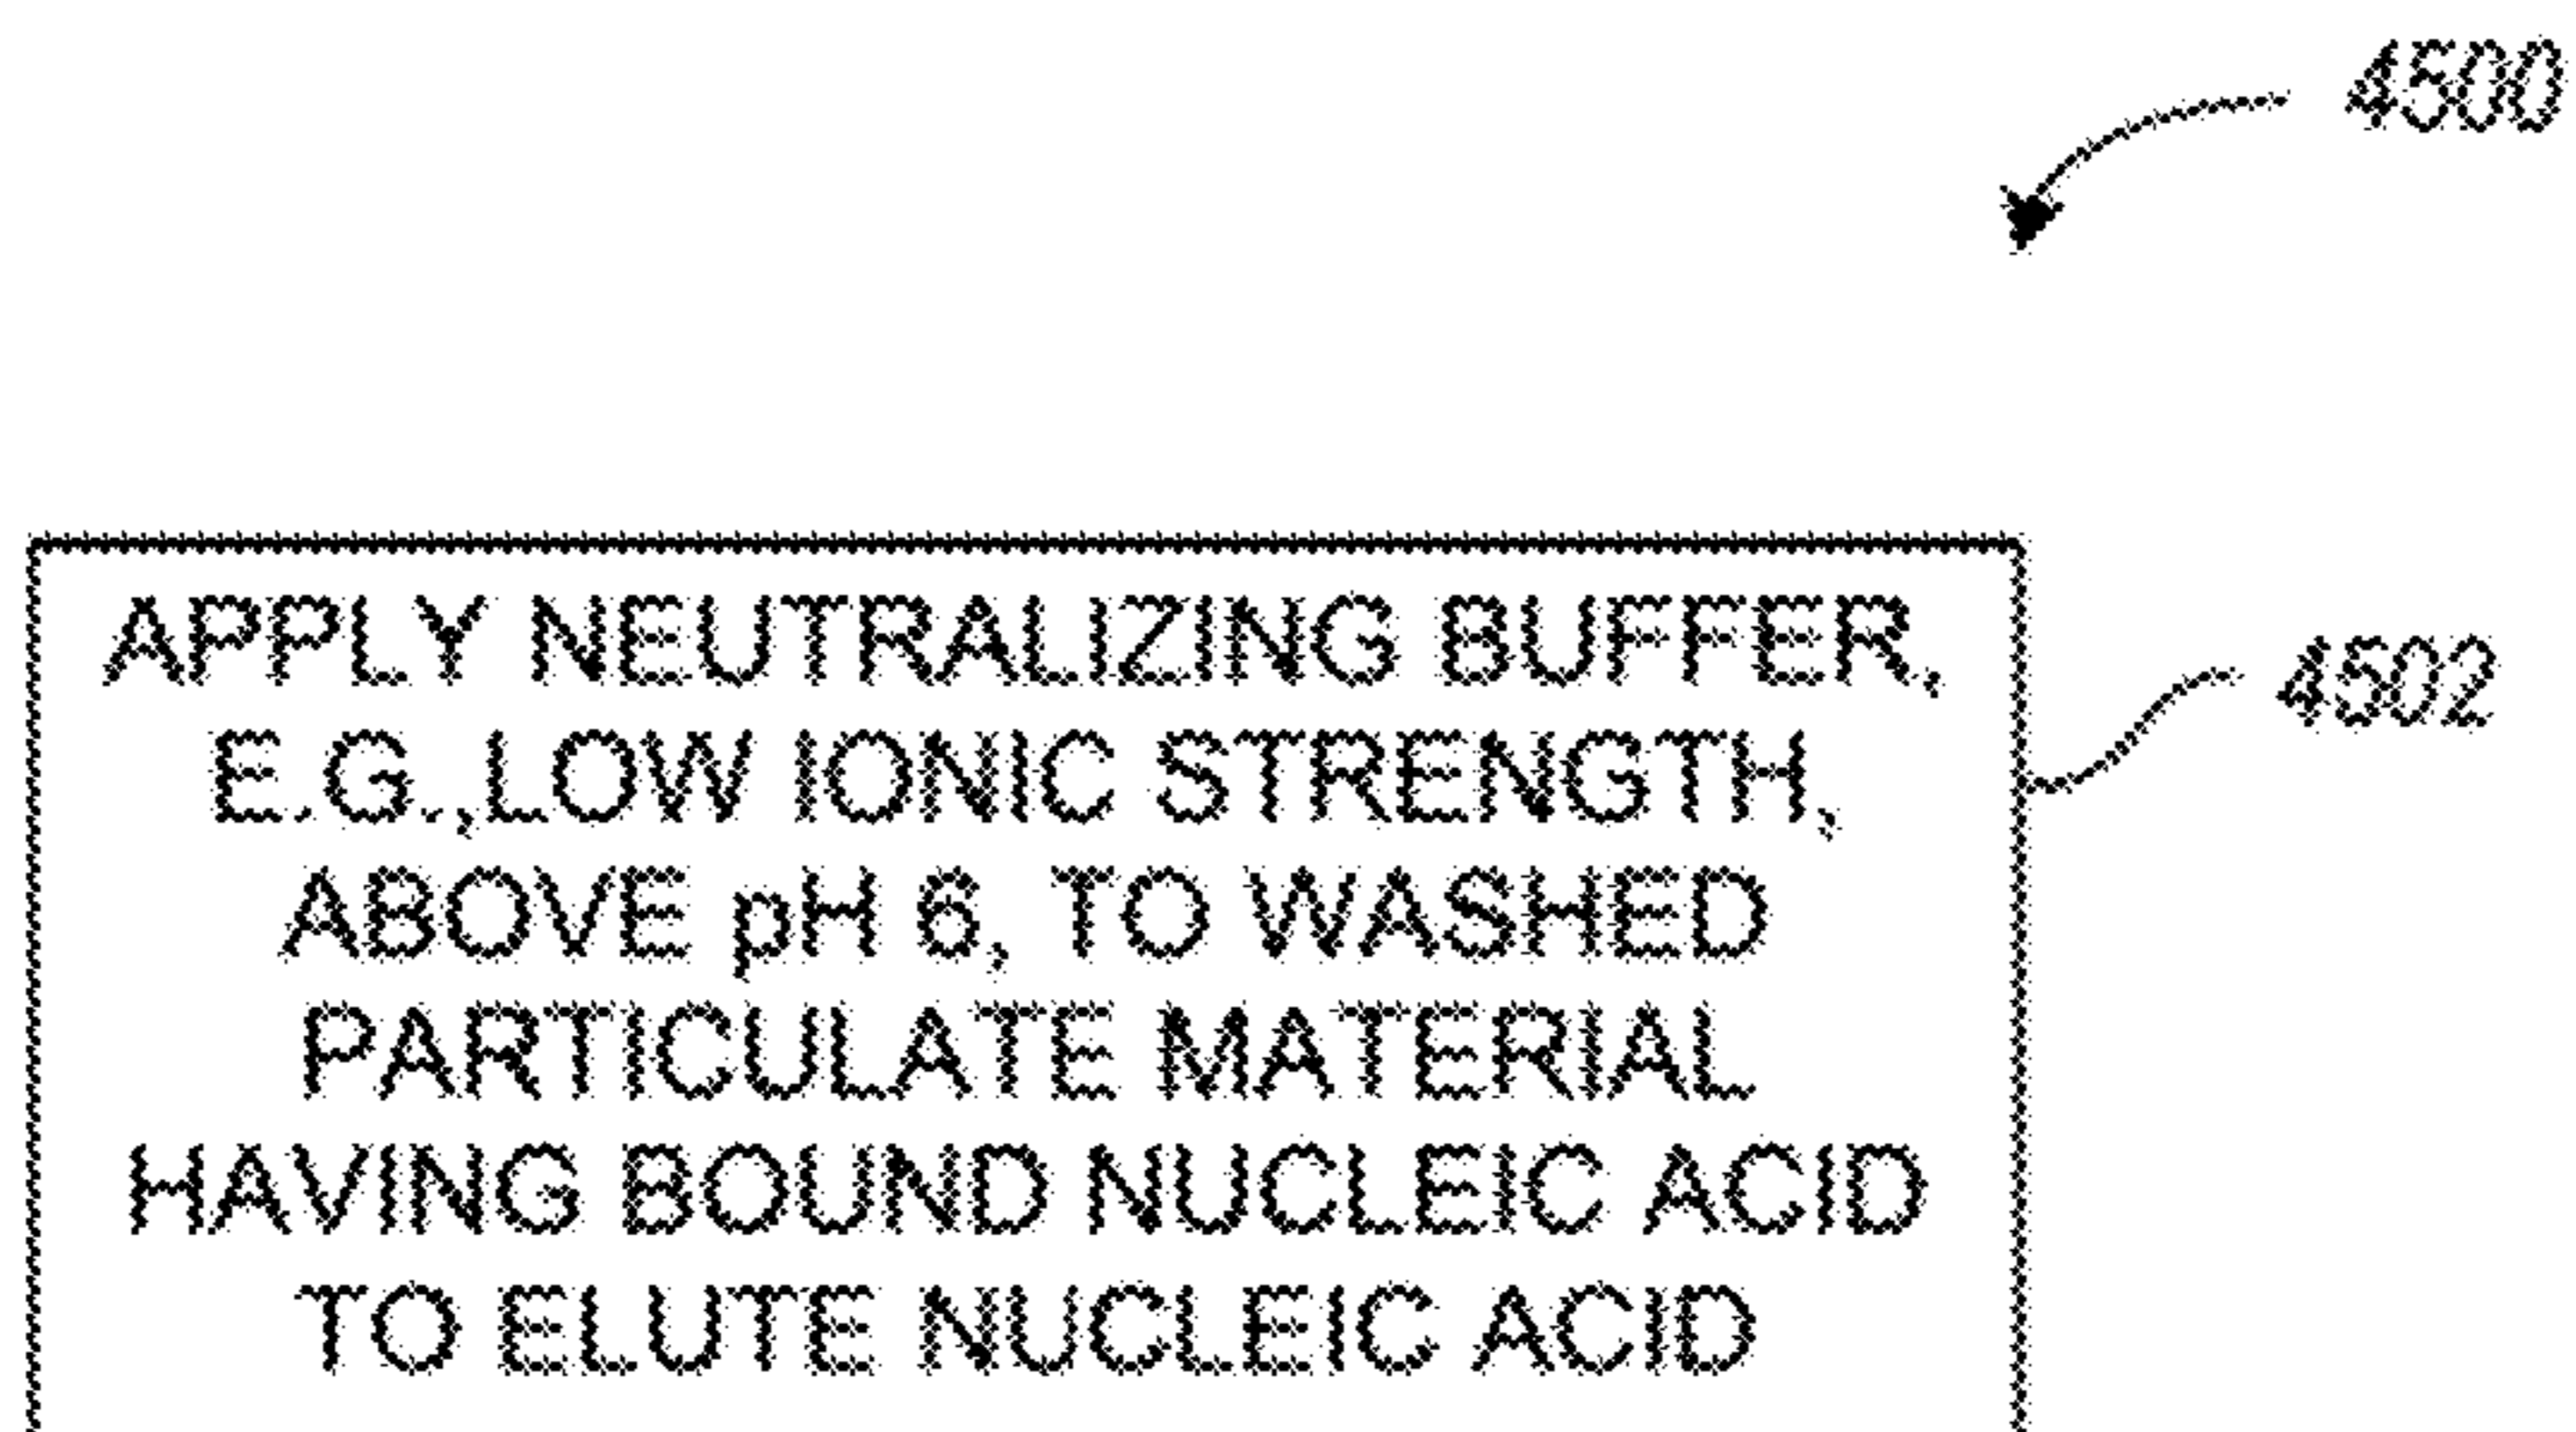 4500
APPLY NEUTRALIZING BUFFER,
E.G.,LOW IONIC STRENGTH,
4502
ABOVE pH 6, TO WASHED
PARTICULATE MATERIAL
HAVING BOUND NUCLEIC ACID
TO ELUTE NUCLEIC ACID